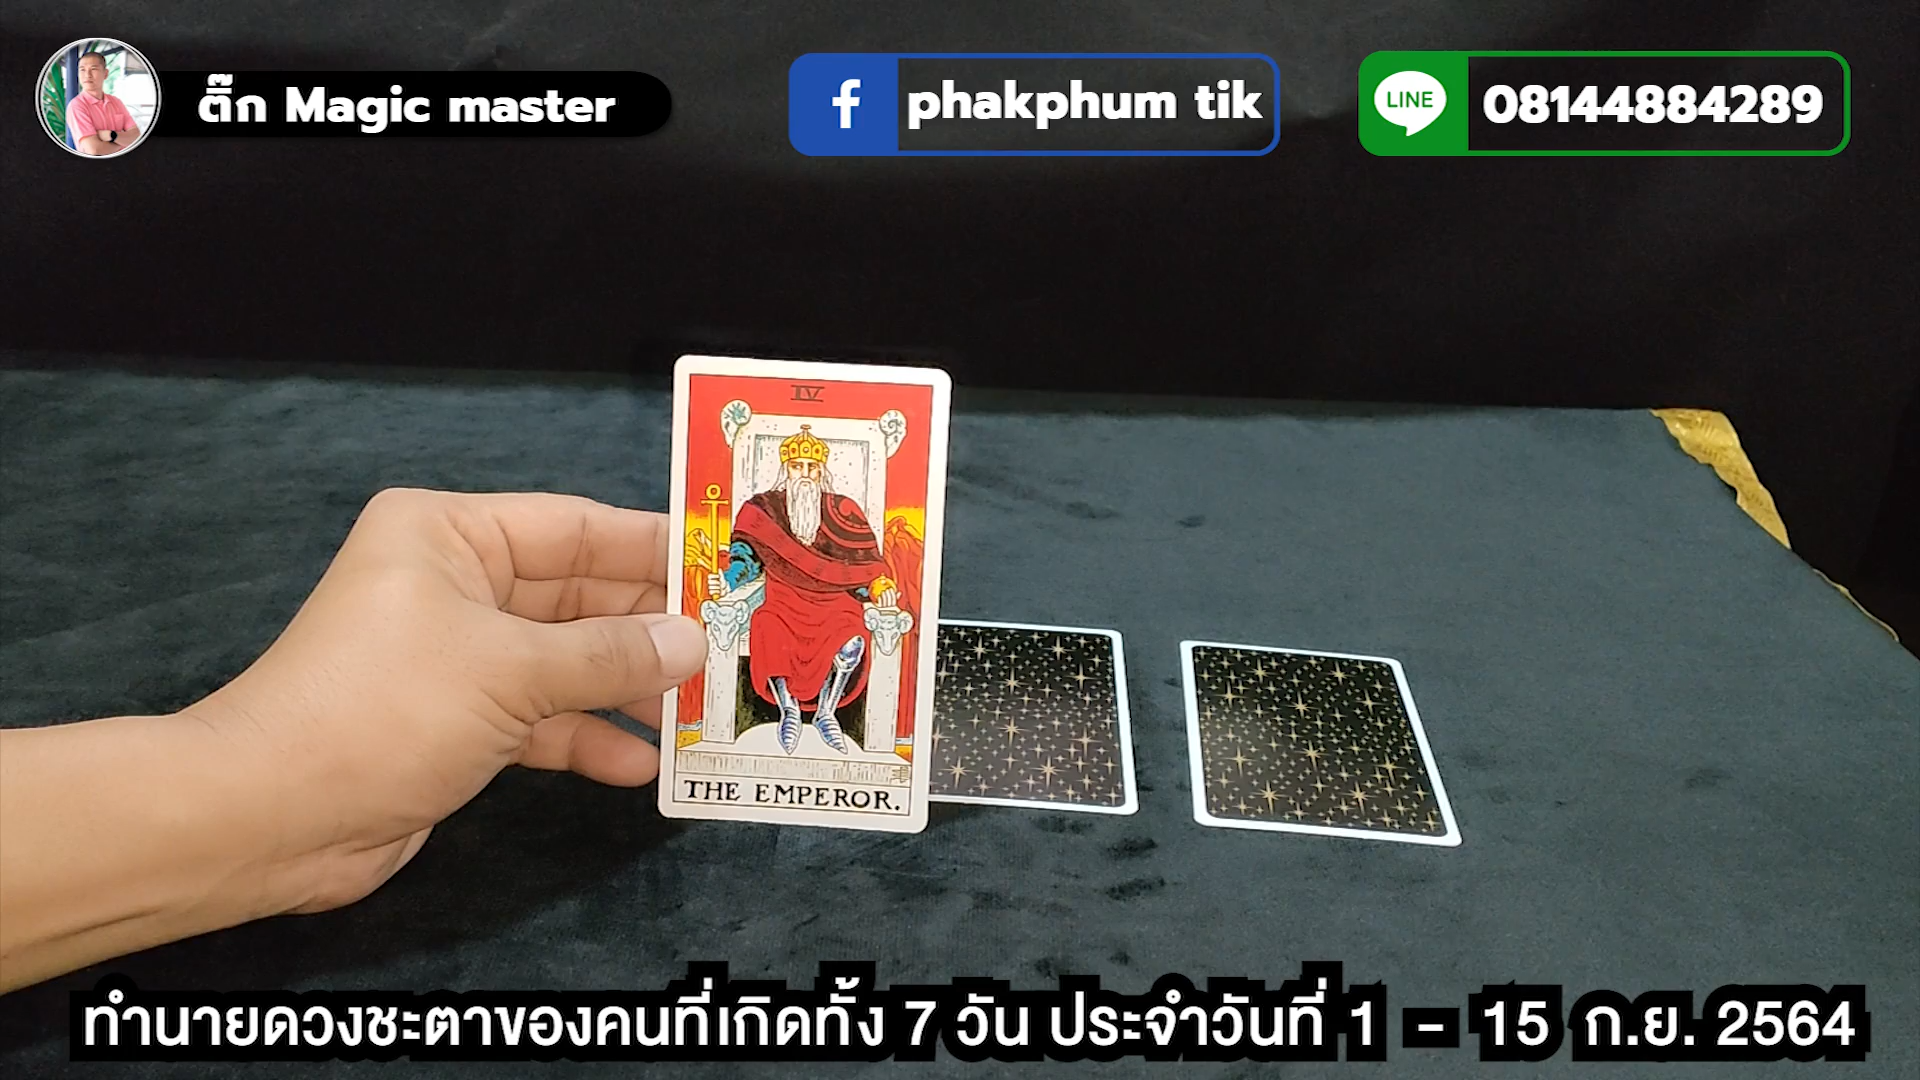 ติ๊ก Magic master
phakphum tik
LINE
08144884289
IV
THE EMPEROR.
ทำนายดวงชะตาของคนที่เกิดทั้ง 7 วัน ประจำวันที่ 1 - 15 ก.ย. 2564